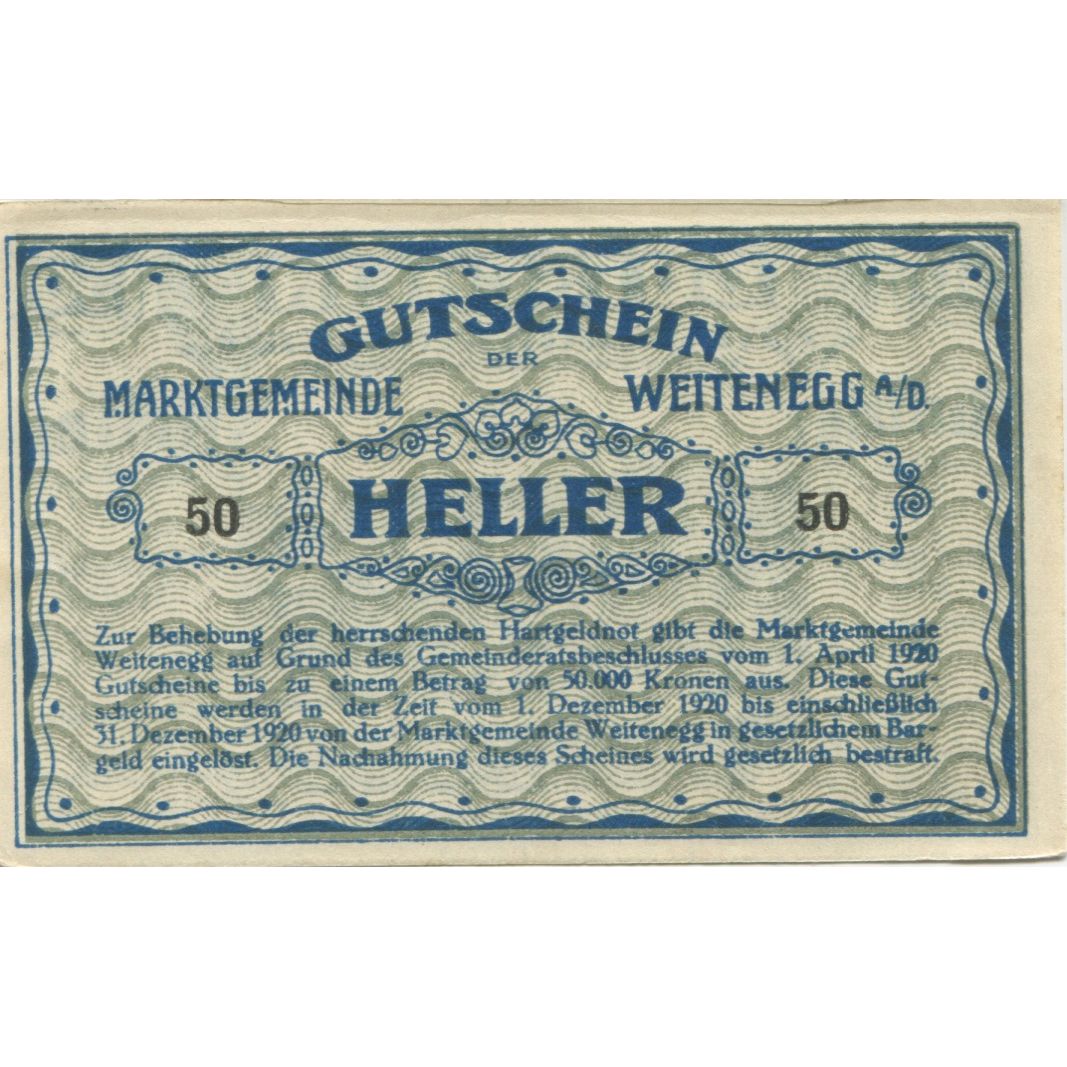 GUTSCHEIN
DER
MARKTGEMEINDE WEITENEGG A/D.
50 HELLER 50
Zur Behebung der herrschenden Hartgeldnot gibt die Marktgemeinde
Weitenegg auf Grund des Gemeinderatsbeschlusses vom 1. April 1920
Gutscheine bis zu einem Betrag von 50.000 Kronen aus. Diese Gut-
scheine werden in der Zeit vom 1. Dezember 1920 bis einschließlich
31. Dezember 1920 von der Marktgemeinde Weitenegg in gesetzlichem Bar-
geld eingelöst. Die Nachahmung dieses Scheines wird gesetzlich bestraft.